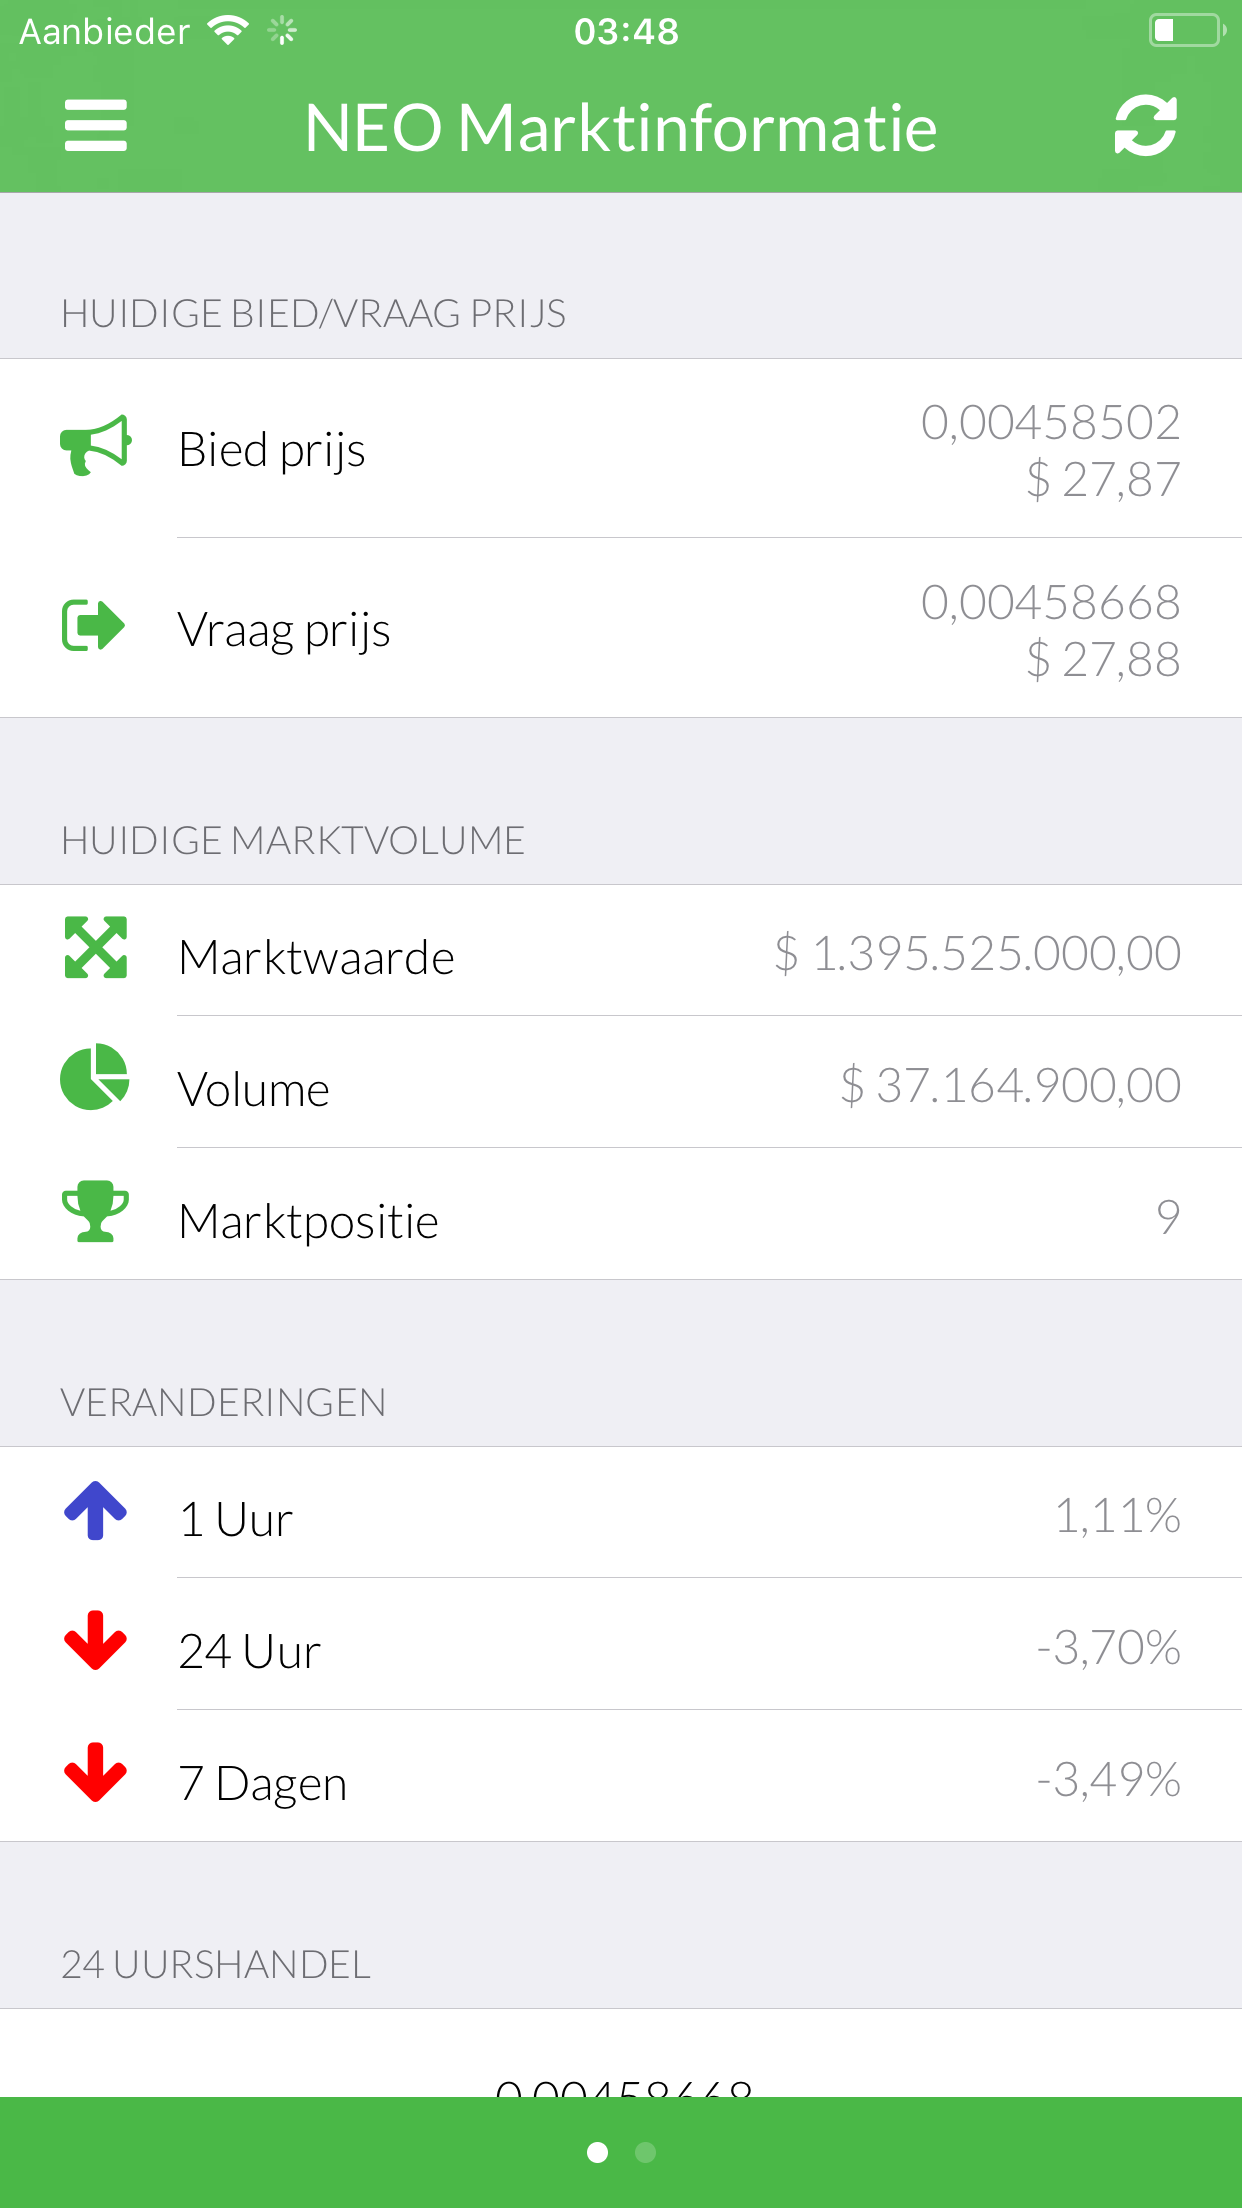 Aanbieder 03:48
NEO Marktinformatie
HUIDIGE BIED/VRAAG PRIJS
Bied prijs
0,00458502
$ 27,87
Vraag prijs
0,00458668
$ 27,88
HUIDIGE MARKTVOLUME
Marktwaarde $ 1.395.525.000,00
Volume $ 37.164.900,00
Marktpositie 9
VERANDERINGEN
1 Uur 1,11%
24 Uur -3,70%
7 Dagen -3,49%
24 UURSHANDEL
0,00458668